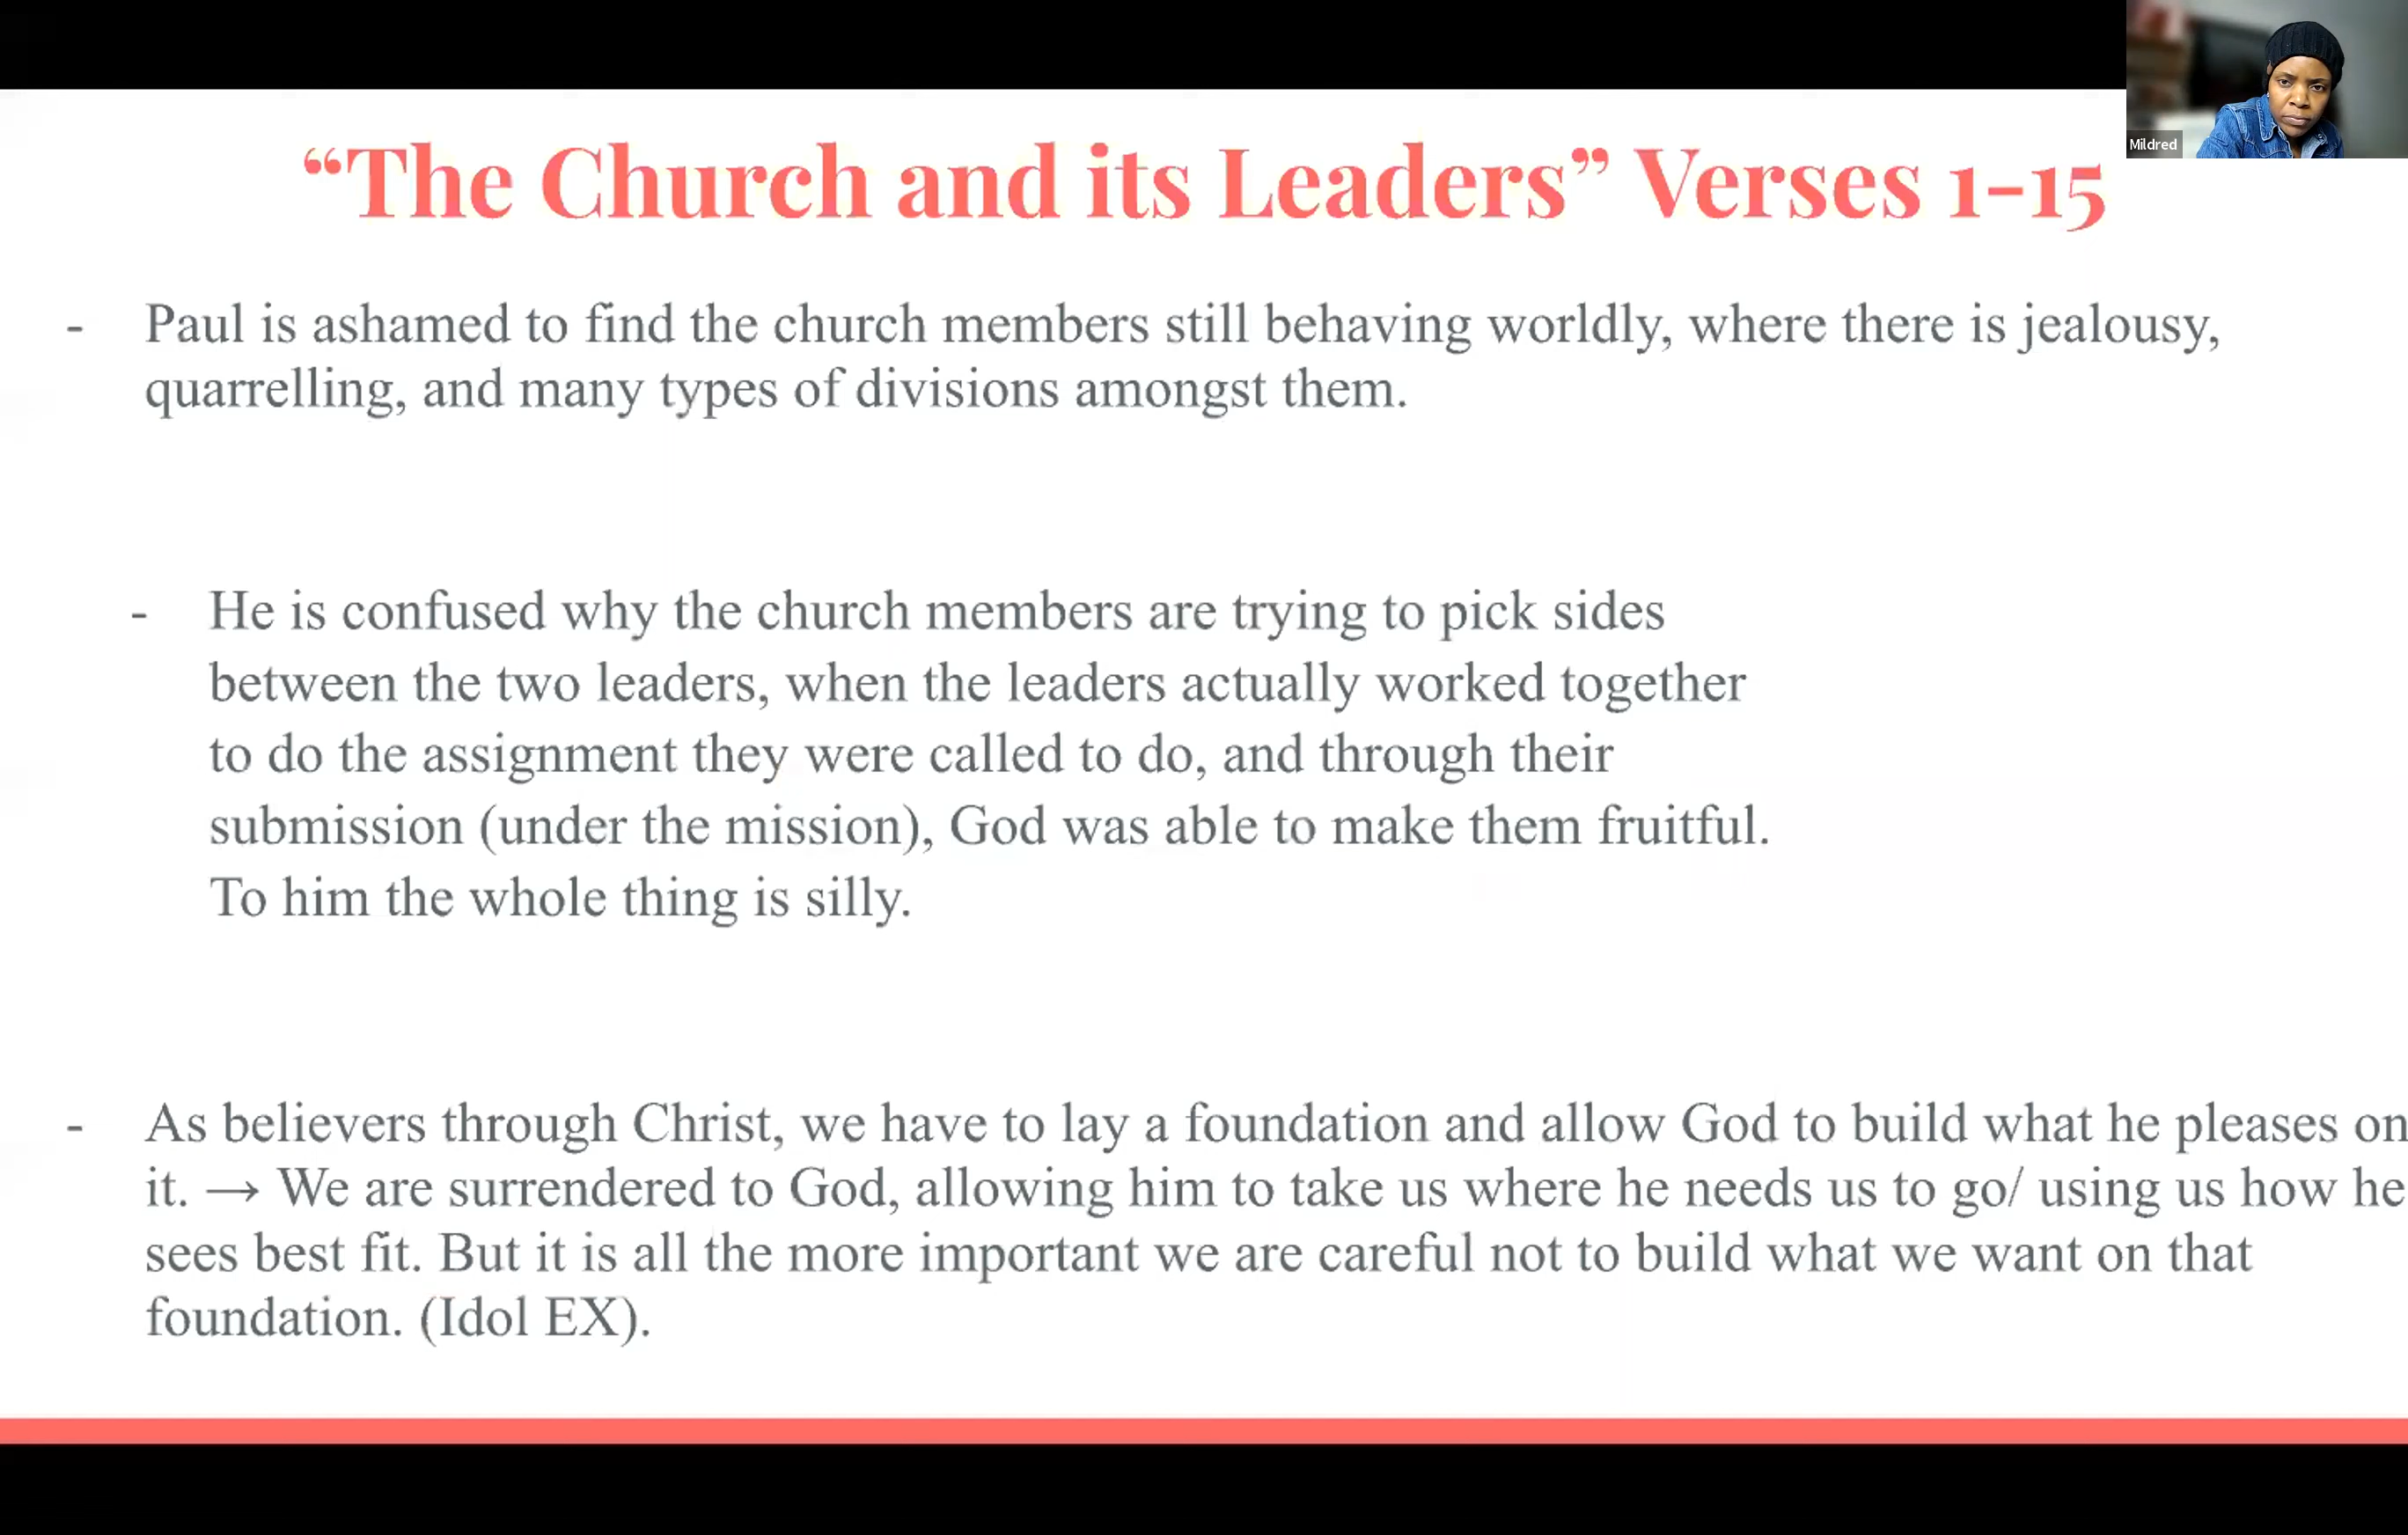 Mildred
“The Church and its Leaders” Verses 1-15
- Paul is ashamed to find the church members still behaving worldly, where there is jealousy,
quarrelling, and many types of divisions amongst them.
- He is confused why the church members are trying to pick sides
between the two leaders, when the leaders actually worked together
to do the assignment they were called to do, and through their
submission (under the mission), God was able to make them fruitful.
To him the whole thing is silly.
- As believers through Christ, we have to lay a foundation and allow God to build what he pleases on
it. → We are surrendered to God, allowing him to take us where he needs us to go/ using us how he
sees best fit. But it is all the more important we are careful not to build what we want on that
foundation. (Idol EX).